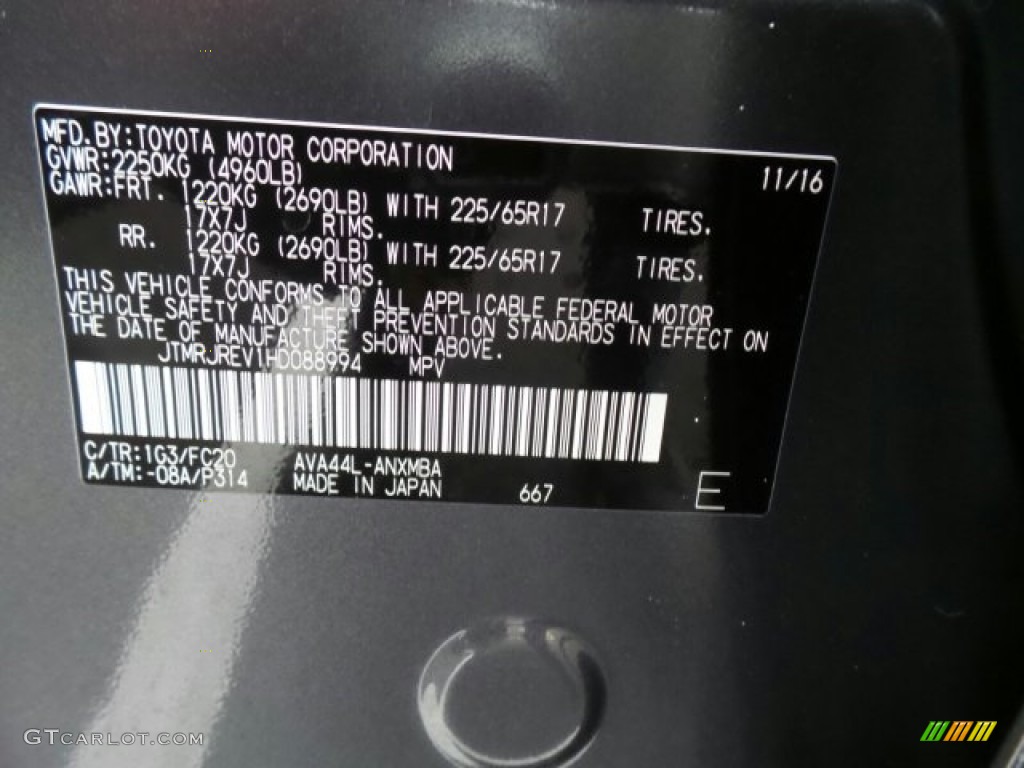 MFD.BY:TOYOTA MOTOR CORPORATION 11/16
GVWR:2250KG (4960LB)
GAWR:FRT. 1220KG (2690LB) WITH 225/65R17 TIRES.
17X7J RIMS.
RR. 1220KG (2690LB) WITH 225/65R17 TIRES.
17X7J RIMS.
THIS VEHICLE CONFORMS TO ALL APPLICABLE FEDERAL MOTOR
VEHICLE SAFETY AND THEFT PREVENTION STANDARDS IN EFFECT ON
THE DATE OF MANUFACTURE SHOWN ABOVE.
JTMRJREV1HD088994 MPV
C/TR:1G3/FC20 AVA44L-ANXMBA
A/TM:-08A/P314 MADE IN JAPAN 667 E
GTCARLOT.COM